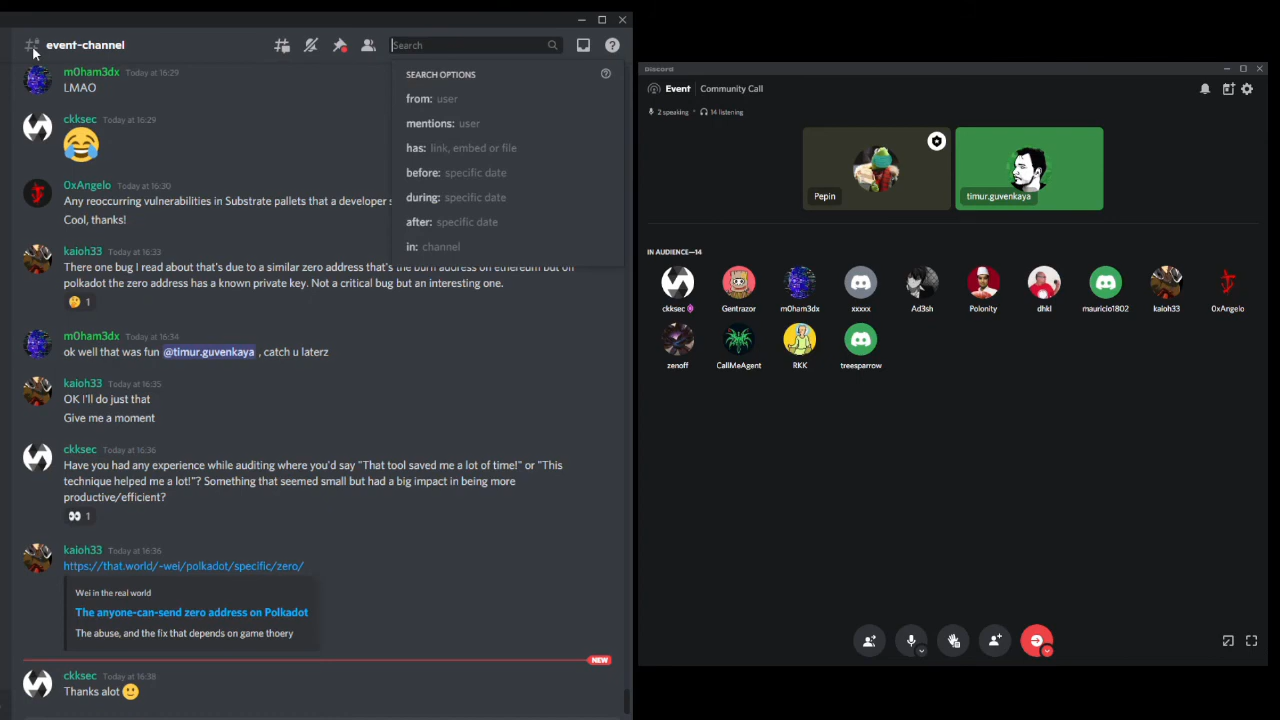 event-channel
Search
SEARCH OPTIONS
from: user
mentions: user
has: link, embed or file
before: specific date
during: specific date
after: specific date
in: channel
m0ham3dx Today at 16:29
LMAO
ckksec Today at 16:29
0xAngelo Today at 16:30
Any reoccurring vulnerabilities in Substrate pallets that a developer s
Cool, thanks!
kaioh33 Today at 16:33
There one bug I read about that's due to a similar zero address that's the burn address on ethereum but on
polkadot the zero address has a known private key. Not a critical bug but an interesting one.
1
m0ham3dx Today at 16:34
ok well that was fun @timur.guvenkaya , catch u laterz
kaioh33 Today at 16:35
OK I'll do just that
Give me a moment
ckksec Today at 16:36
Have you had any experience while auditing where you'd say "That tool saved me a lot of time!" or "This
technique helped me a lot!"? Something that seemed small but had a big impact in being more
productive/efficient?
1
kaioh33 Today at 16:36
https://that.world/~wei/polkadot/specific/zero/
Wei in the real world
The anyone-can-send zero address on Polkadot
The abuse, and the fix that depends on game thoery
NEW
ckksec Today at 16:38
Thanks alot
Discord
Event Community Call
2 speaking • 14 listening
Pepin
timur.guvenkaya
IN AUDIENCE—14
ckksec Gentrazor m0ham3dx xxxxx Ad3sh Polonity dhkl mauricio1802 kaioh33 0xAngelo
zenoff CallMeAgent RKK treesparrow